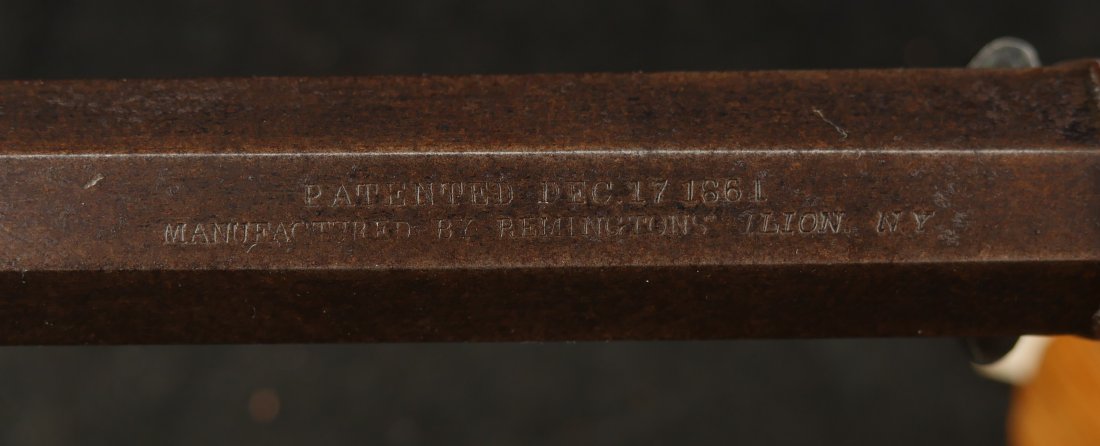 PATENTED DEC. 17 1861
MANUFACTURED BY REMINGTONS' ILION, N.Y.